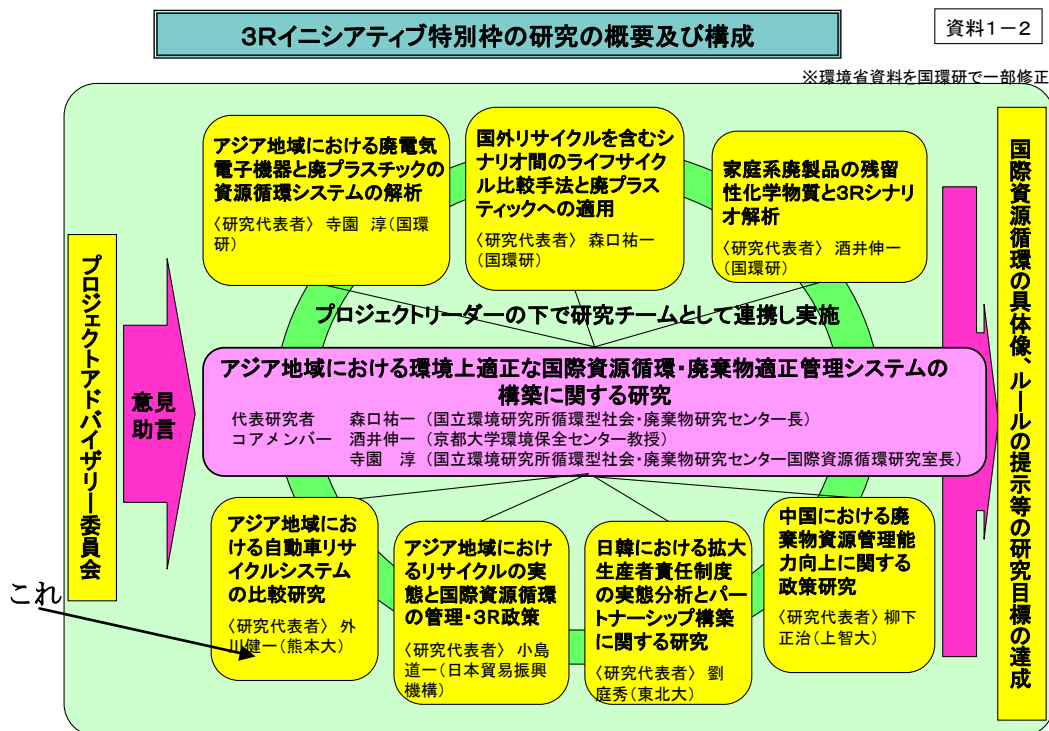 3Rイニシアティブ特別枠の研究の概要及び構成
資料1-2
※環境省資料を国環研で一部修正
アジア地域における廃電気
電子機器と廃プラスチックの
資源循環システムの解析
〈研究代表者〉 寺園 淳(国環
研)
国外リサイクルを含むシ
ナリオ間のライフサイク
ル比較手法と廃プラス
ティックへの適用
〈研究代表者〉 森口祐一
(国環研)
家庭系廃製品の残留
性化学物質と3Rシナリ
オ解析
〈研究代表者〉 酒井伸一
(国環研)
プロジェクトアドバイザリー委員会
意見
助言
プロジェクトリーダーの下で研究チームとして連携し実施
アジア地域における環境上適正な国際資源循環・廃棄物適正管理システムの
構築に関する研究
代表研究者 森口祐一(国立環境研究所循環型社会・廃棄物研究センター長)
コアメンバー 酒井伸一(京都大学環境保全センター教授)
寺園 淳(国立環境研究所循環型社会・廃棄物研究センター国際資源循環研究室長)
これ
アジア地域にお
ける自動車リサ
イクルシステム
の比較研究
〈研究代表者〉 外
川健一(熊本大)
アジア地域におけ
るリサイクルの実
態と国際資源循環
の管理・3R政策
〈研究代表者〉 小島
道一(日本貿易振興
機構)
日韓における拡大
生産者責任制度
の実態分析とパー
トナーシップ構築
に関する研究
〈研究代表者〉 劉
庭秀(東北大)
中国における廃
棄物資源管理能
力向上に関する
政策研究
〈研究代表者〉柳下
正治(上智大)
国際資源循環の具体像、ルールの提示等の研究目標の達成